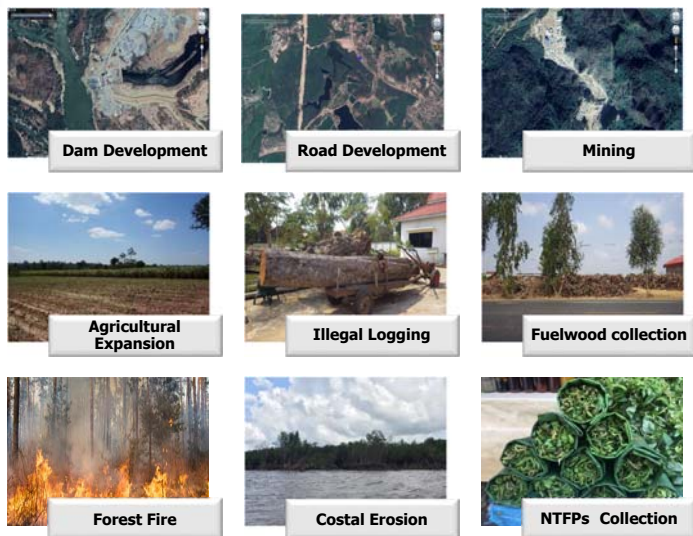 Dam Development
Road Development
Mining
Agricultural
Expansion
Illegal Logging
Fuelwood collection
Forest Fire
Costal Erosion
NTFPs Collection